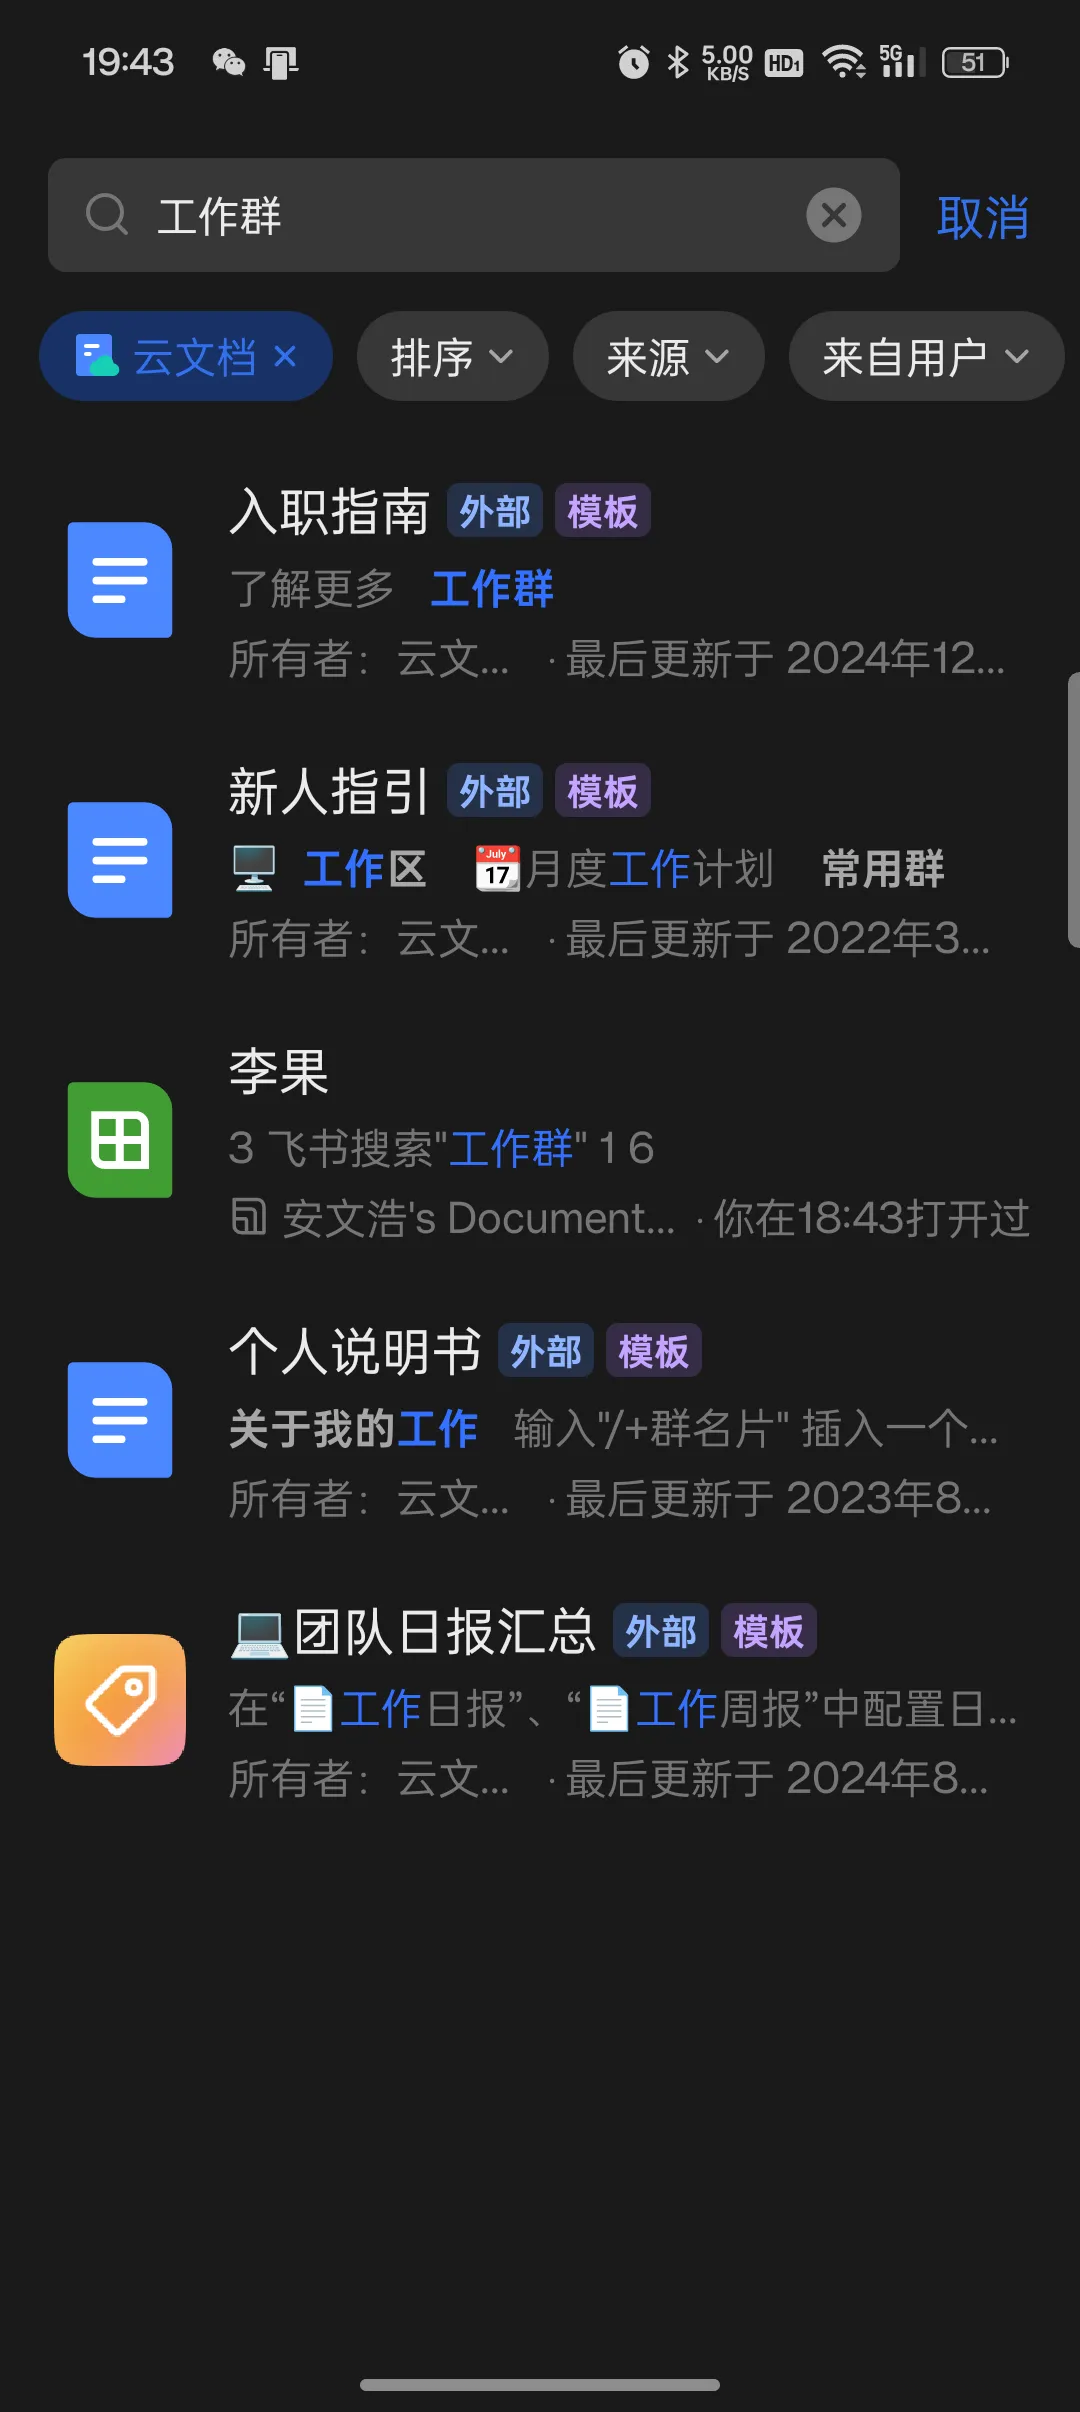 19:43 5.00 KB/S HD1 5G 51
工作群 取消
云文档 排序 来源 来自用户
入职指南 外部 模板
了解更多 工作群
所有者：云文... · 最后更新于 2024年12...
新人指引 外部 模板
🖥️ 工作区 📆月度工作计划 常用群
所有者：云文... · 最后更新于 2022年3...
李果
3 飞书搜索"工作群" 1 6
安文浩's Document... · 你在18:43打开过
个人说明书 外部 模板
关于我的工作 输入"/+群名片" 插入一个...
所有者：云文... · 最后更新于 2023年8...
💻团队日报汇总 外部 模板
在“📄工作日报”、“📄工作周报”中配置日...
所有者：云文... · 最后更新于 2024年8...